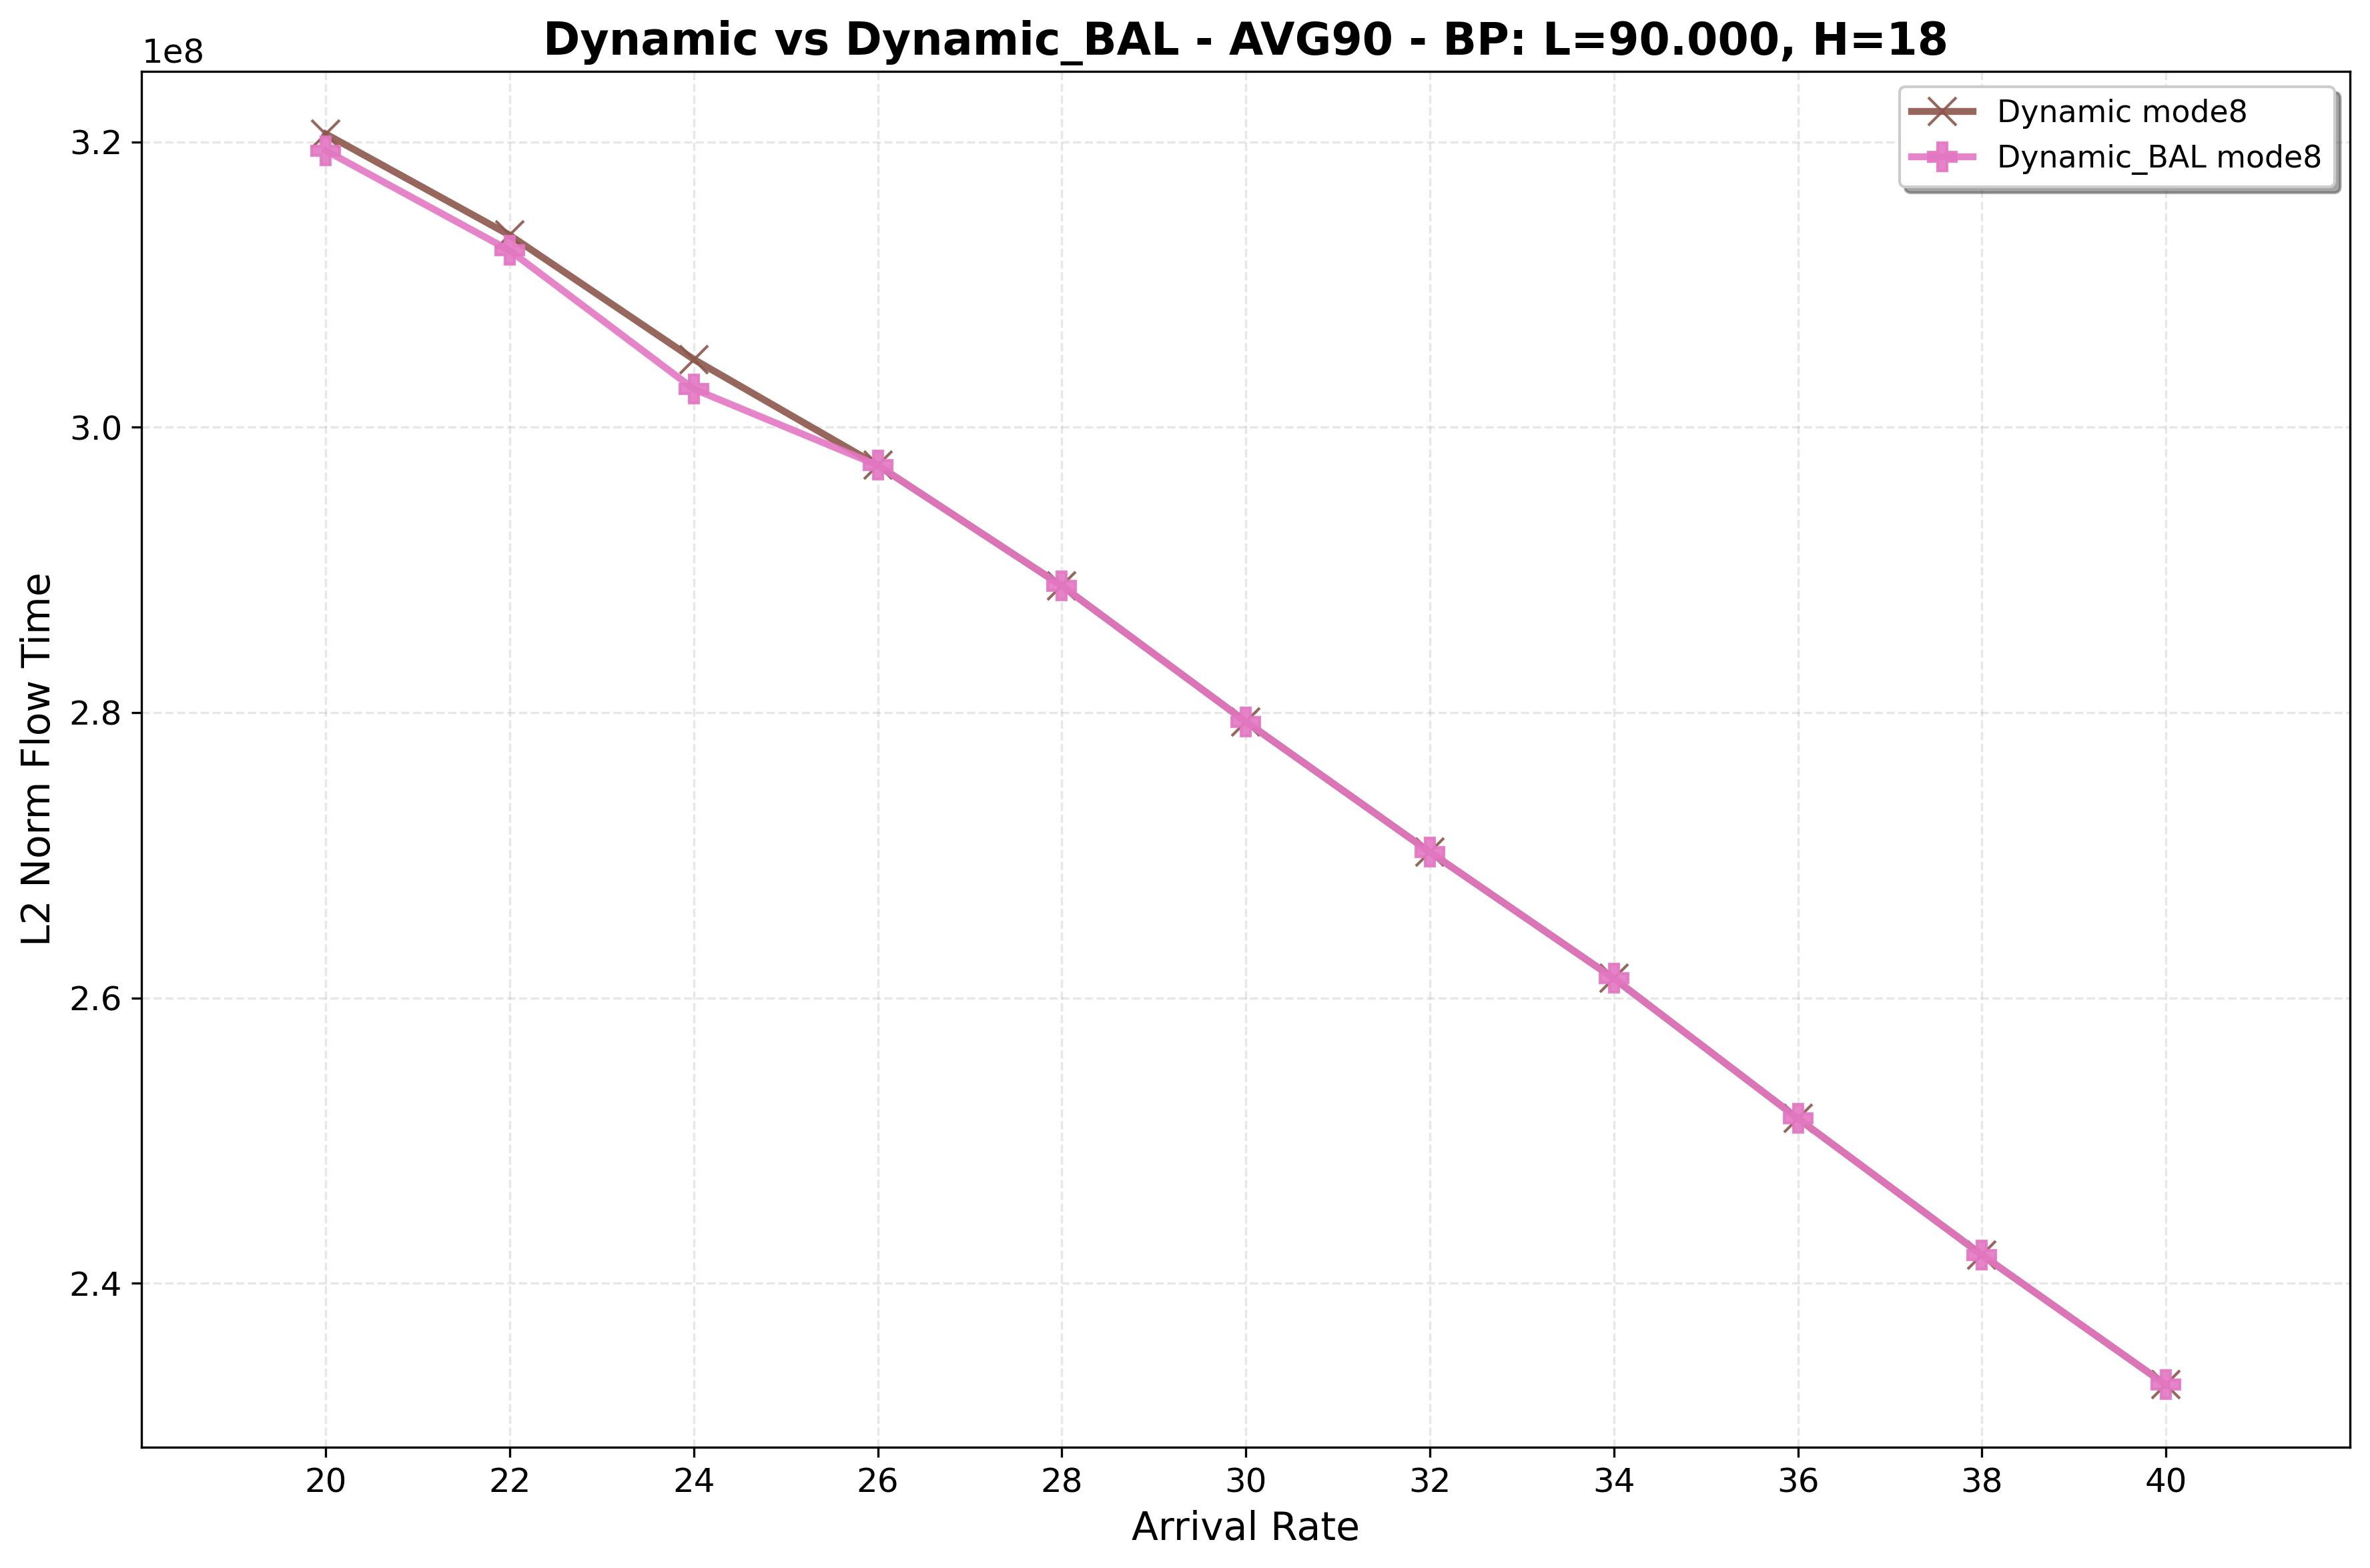 Dynamic vs Dynamic_BAL - AVG90 - BP: L=90.000, H=18
1e8
Dynamic mode8
Dynamic_BAL mode8
3.2
3.0
2.8
2.6
2.4
L2 Norm Flow Time
20 22 24 26 28 30 32 34 36 38 40
Arrival Rate